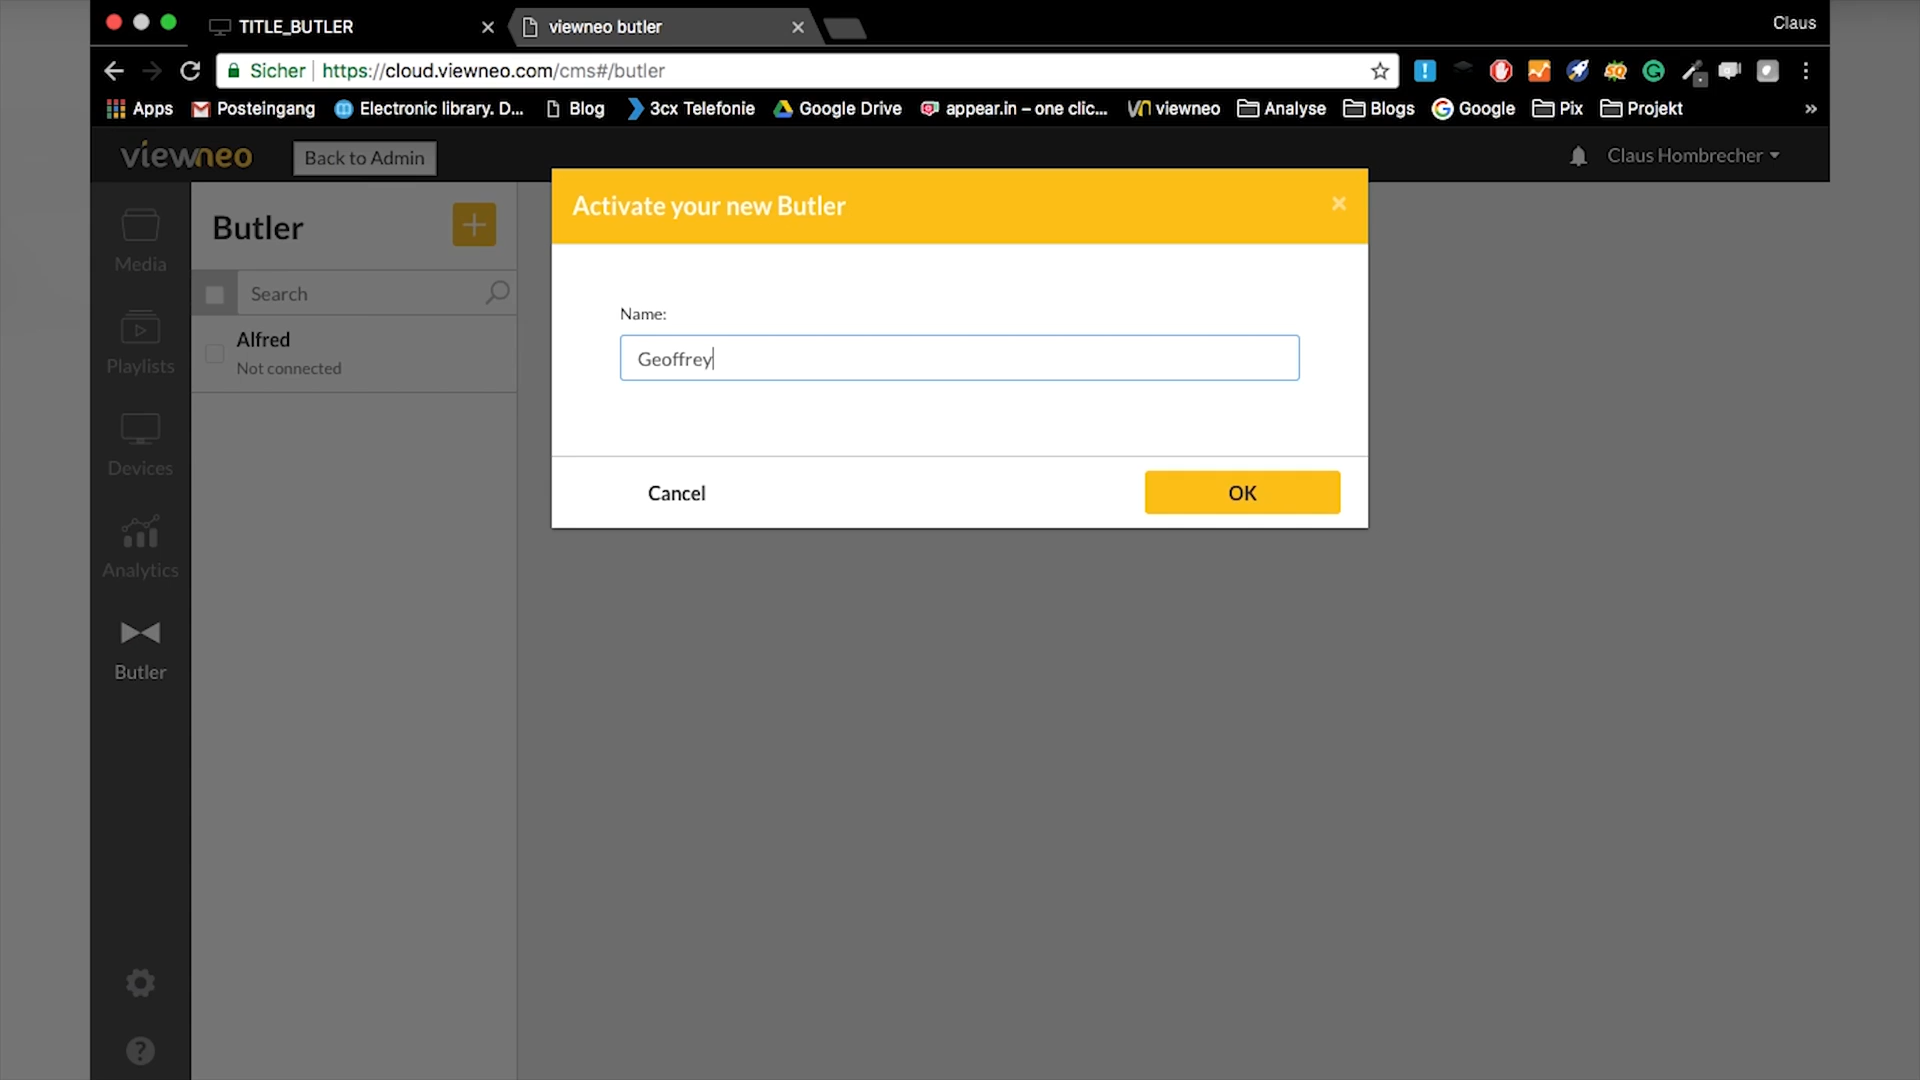 TITLE_BUTLER
viewneo butler
Claus
Sicher https://cloud.viewneo.com/cms#/butler
Apps Posteingang Electronic library. D... Blog 3cx Telefonie Google Drive appear.in – one clic... viewneo Analyse Blogs Google Pix Projekt »
viewneo Back to Admin Claus Hombrecher
Activate your new Butler ×
Name:
Geoffrey
Cancel OK
Butler +
Search
Alfred
Not connected
Media
Playlists
Devices
Analytics
Butler
?